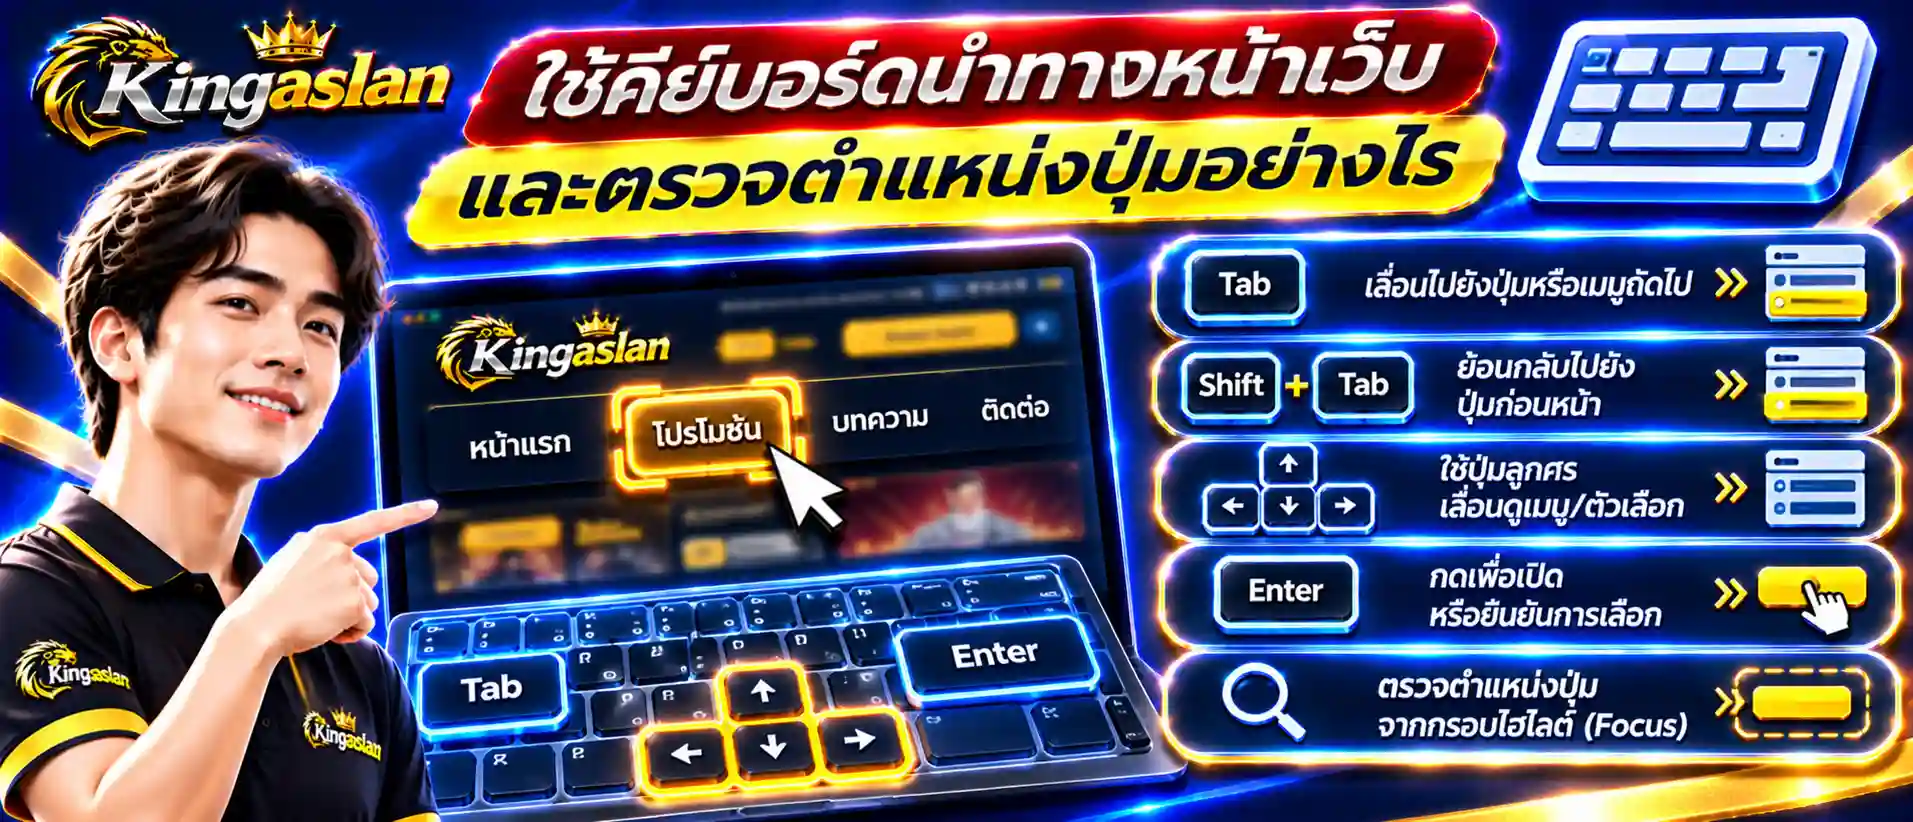 Kingaslan
ใช้คีย์บอร์ดนำทางหน้าเว็บ
และตรวจตำแหน่งปุ่มอย่างไร
Kingaslan
หน้าแรก
โปรโมชั่น
บทความ
ติดต่อ
Tab
Enter
Kingaslan
Kingaslan
Tab
เลื่อนไปยังปุ่มหรือเมนูถัดไป
Shift + Tab
ย้อนกลับไปยัง
ปุ่มก่อนหน้า
ใช้ปุ่มลูกศร
เลื่อนดูเมนู/ตัวเลือก
Enter
กดเพื่อเปิด
หรือยืนยันการเลือก
ตรวจตำแหน่งปุ่ม
จากกรอบไฮไลต์ (Focus)